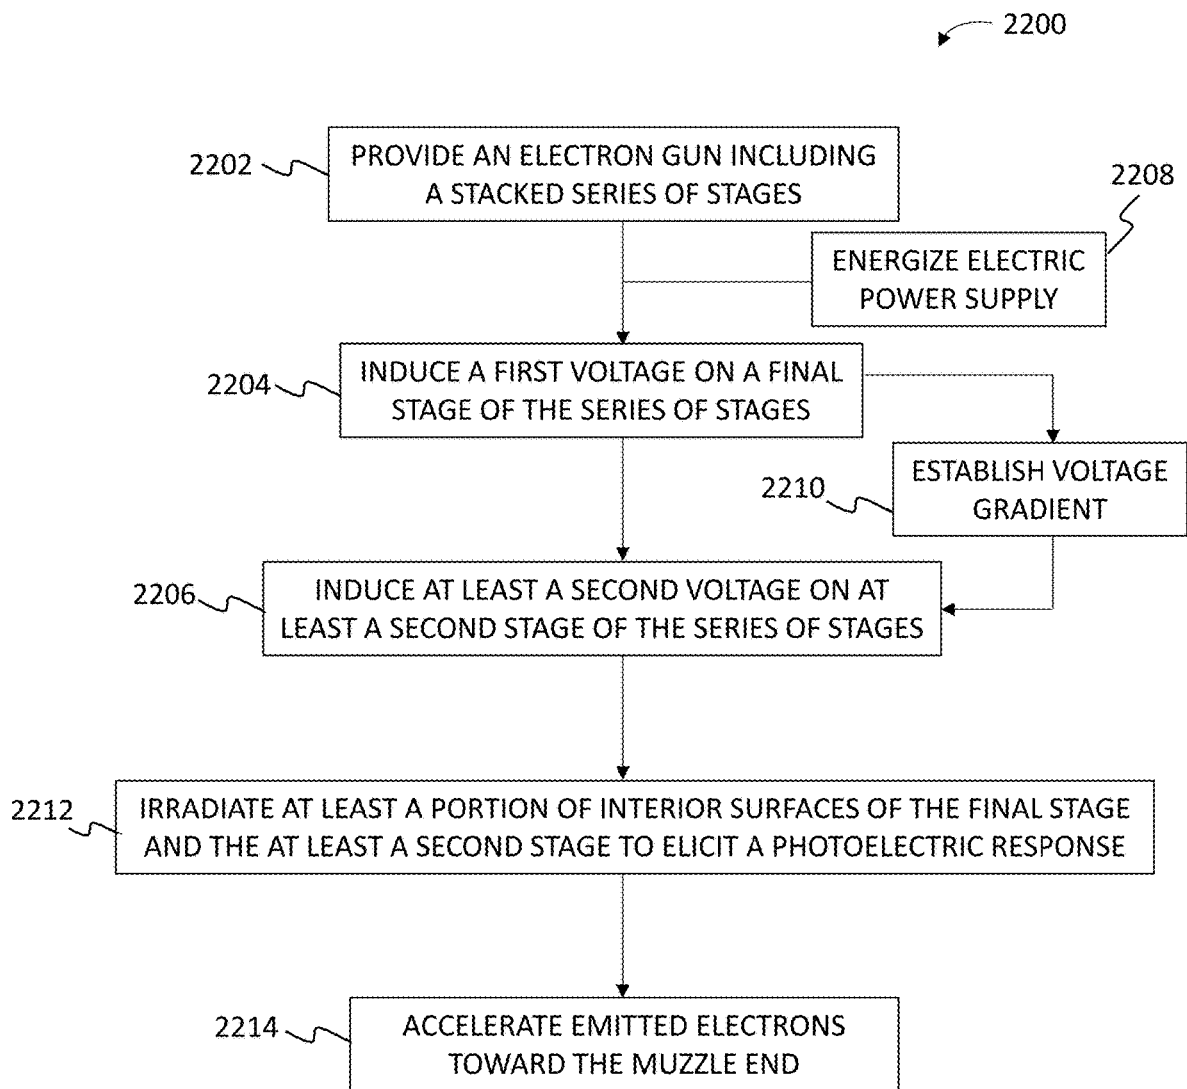 2200
2202
PROVIDE AN ELECTRON GUN INCLUDING
A STACKED SERIES OF STAGES
2208
ENERGIZE ELECTRIC
POWER SUPPLY
2204
INDUCE A FIRST VOLTAGE ON A FINAL
STAGE OF THE SERIES OF STAGES
2210
ESTABLISH VOLTAGE
GRADIENT
2206
INDUCE AT LEAST A SECOND VOLTAGE ON AT
LEAST A SECOND STAGE OF THE SERIES OF STAGES
2212
IRRADIATE AT LEAST A PORTION OF INTERIOR SURFACES OF THE FINAL STAGE
AND THE AT LEAST A SECOND STAGE TO ELICIT A PHOTOELECTRIC RESPONSE
2214
ACCELERATE EMITTED ELECTRONS
TOWARD THE MUZZLE END